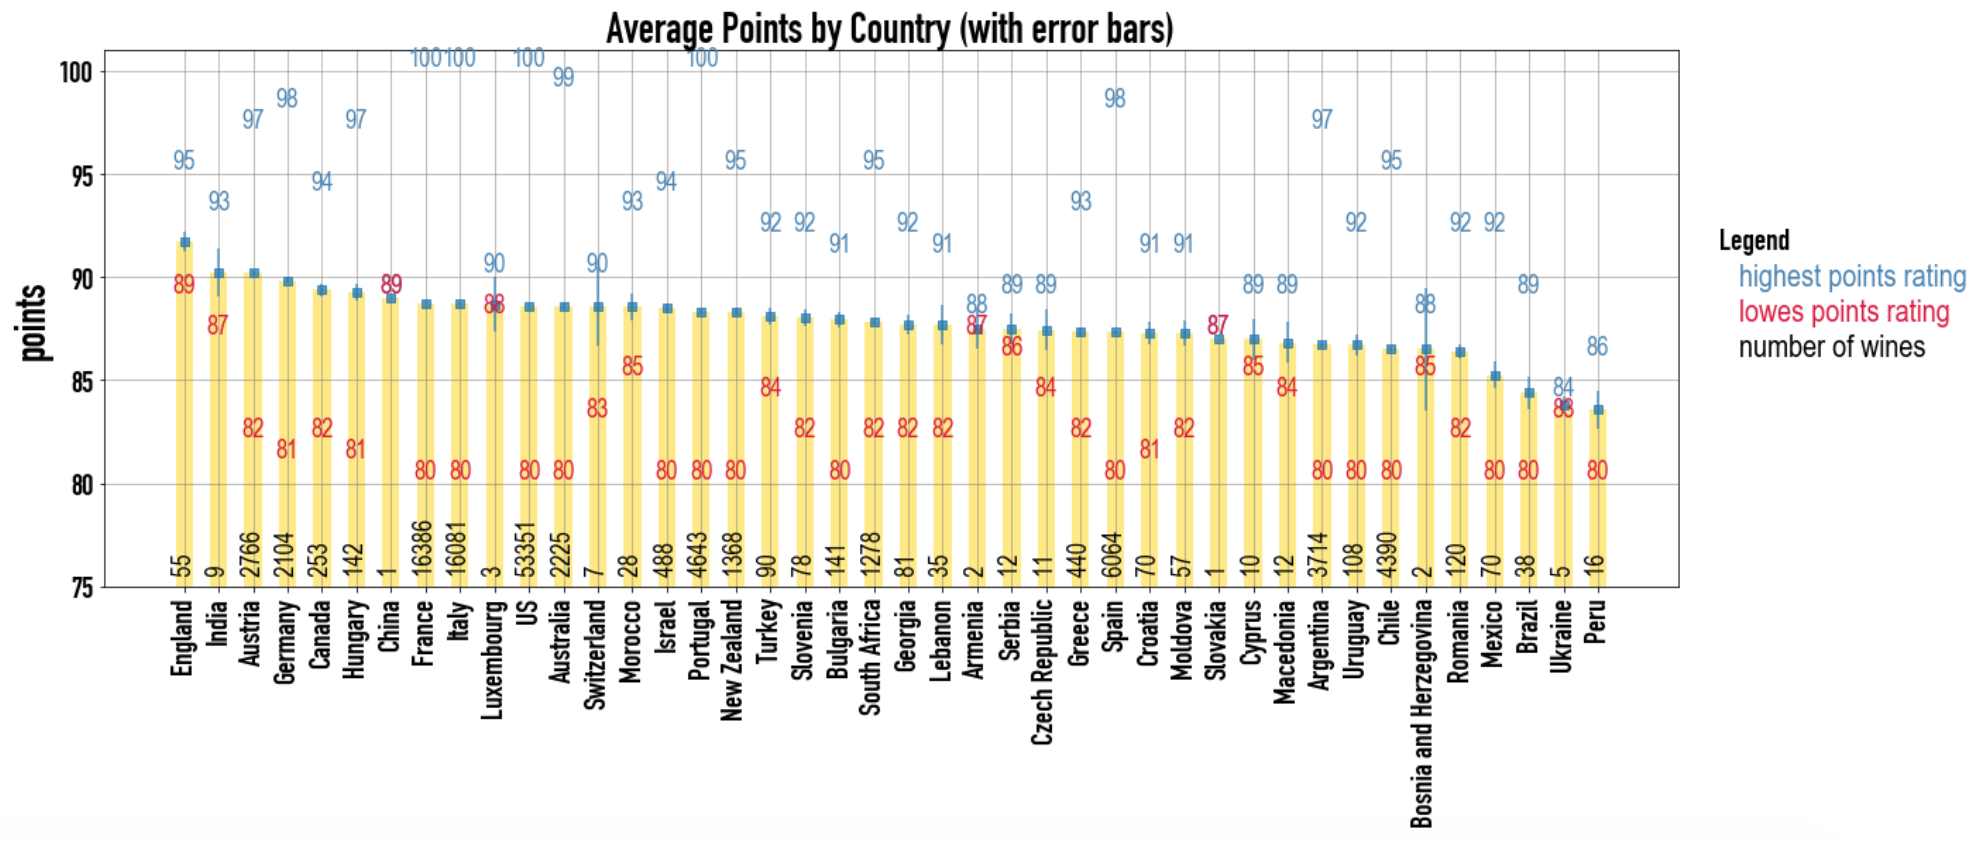 Average Points by Country (with error bars)
points
100
95
90
85
80
75
100 100 100 100
99
98 98
97 97 97
95 95 95 95
94 94
93 93 93
92 92 92 92 92 92
91 91 91 91
90 90
89 89 89 89 89
88 88
86
84
89 89
88
87 87 87
86
85 85 85
84 84 84
83 83
82 82 82 82 82 82 82 82 82
81 81 81
80 80 80 80 80 80 80 80 80 80 80 80 80 80 80
55 9 2766 2104 253 142 1 16386 16081 3 53351 2225 7 28 488 4643 1368 90 78 141 1278 81 35 2 12 11 440 6064 70 57 1 10 12 3714 108 4390 2 120 70 38 5 16
England
India
Austria
Germany
Canada
Hungary
China
France
Italy
Luxembourg
US
Australia
Switzerland
Morocco
Israel
Portugal
New Zealand
Turkey
Slovenia
Bulgaria
South Africa
Georgia
Lebanon
Armenia
Serbia
Czech Republic
Greece
Spain
Croatia
Moldova
Slovakia
Cyprus
Macedonia
Argentina
Uruguay
Chile
Bosnia and Herzegovina
Romania
Mexico
Brazil
Ukraine
Peru
Legend
highest points rating
lowes points rating
number of wines